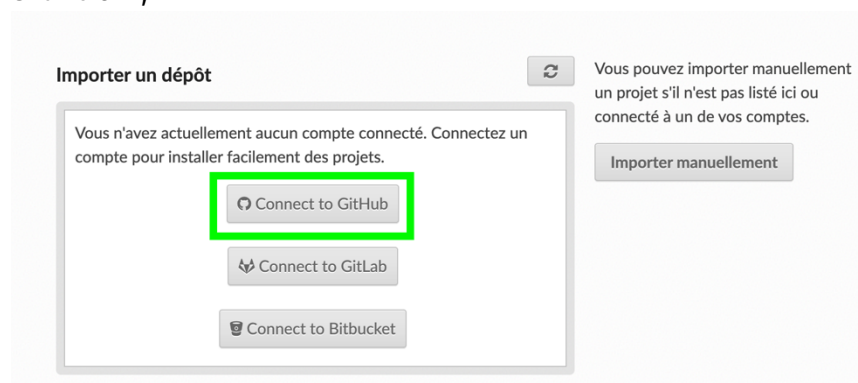 Importer un dépôt
Vous n'avez actuellement aucun compte connecté. Connectez un
compte pour installer facilement des projets.
Connect to GitHub
Connect to GitLab
Connect to Bitbucket
Vous pouvez importer manuellement
un projet s'il n'est pas listé ici ou
connecté à un de vos comptes.
Importer manuellement